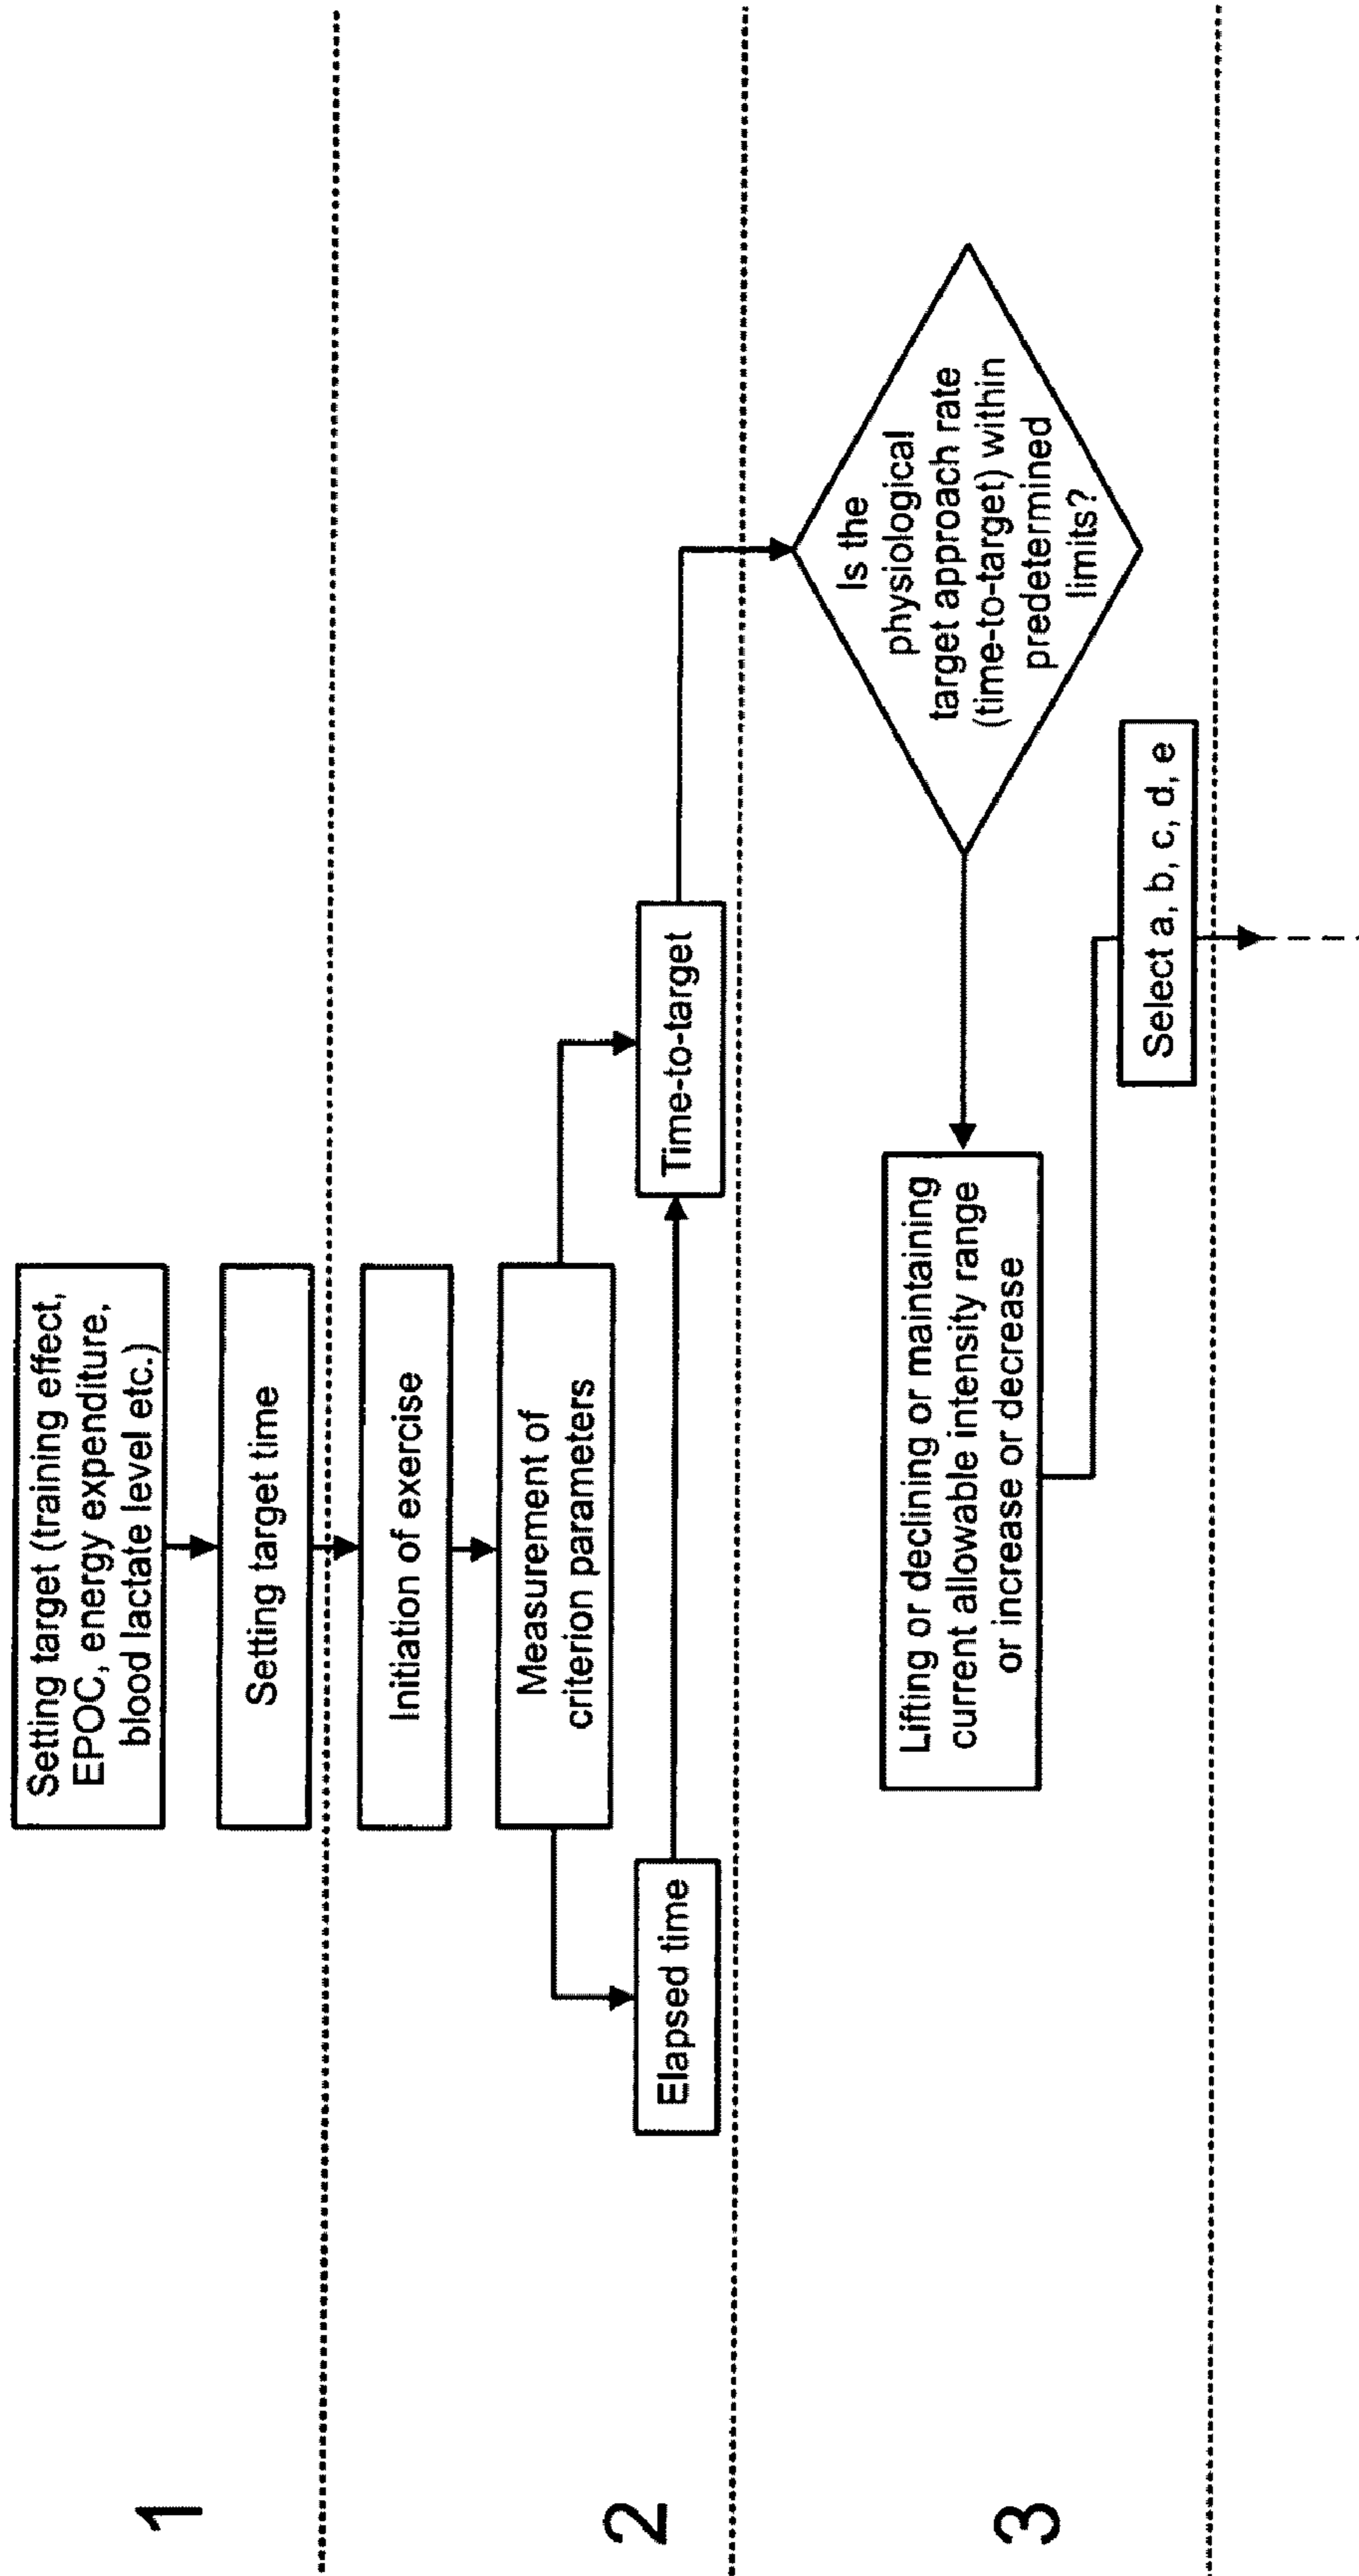 1
Setting target (training effect,
EPOC, energy expenditure,
blood lactate level etc.)
Setting target time
2
Initiation of exercise
Measurement of
criterion parameters
Elapsed time
Time-to-target
3
Is the
physiological
target approach rate
(time-to-target) within
predetermined
limits?
Lifting or declining or maintaining
current allowable intensity range
or increase or decrease
Select a, b, c, d, e